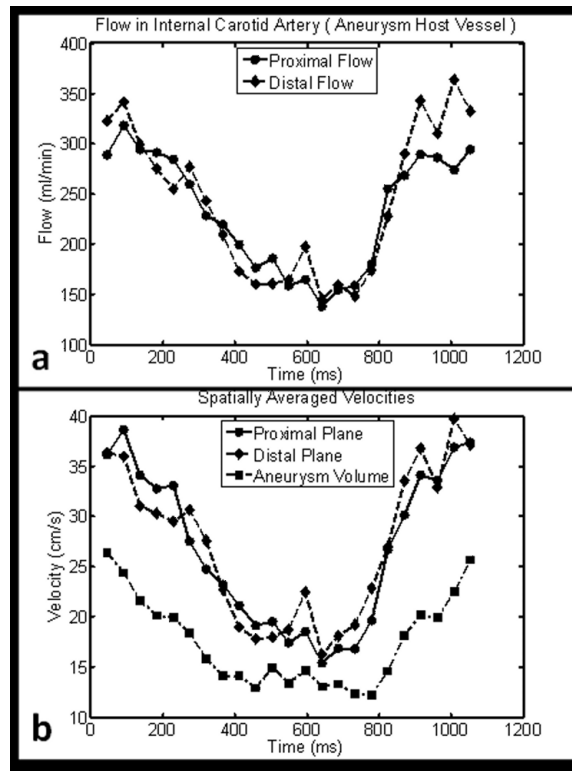 Flow in Internal Carotid Artery ( Aneurysm Host Vessel )
400
350
300
250
200
150
100
Flow (ml/min)
Proximal Flow
Distal Flow
0 200 400 600 800 1000 1200
Time (ms)
a
Spatially Averaged Velocities
40
35
30
25
20
15
10
Velocity (cm/s)
Proximal Plane
Distal Plane
Aneurysm Volume
0 200 400 600 800 1000 1200
Time (ms)
b